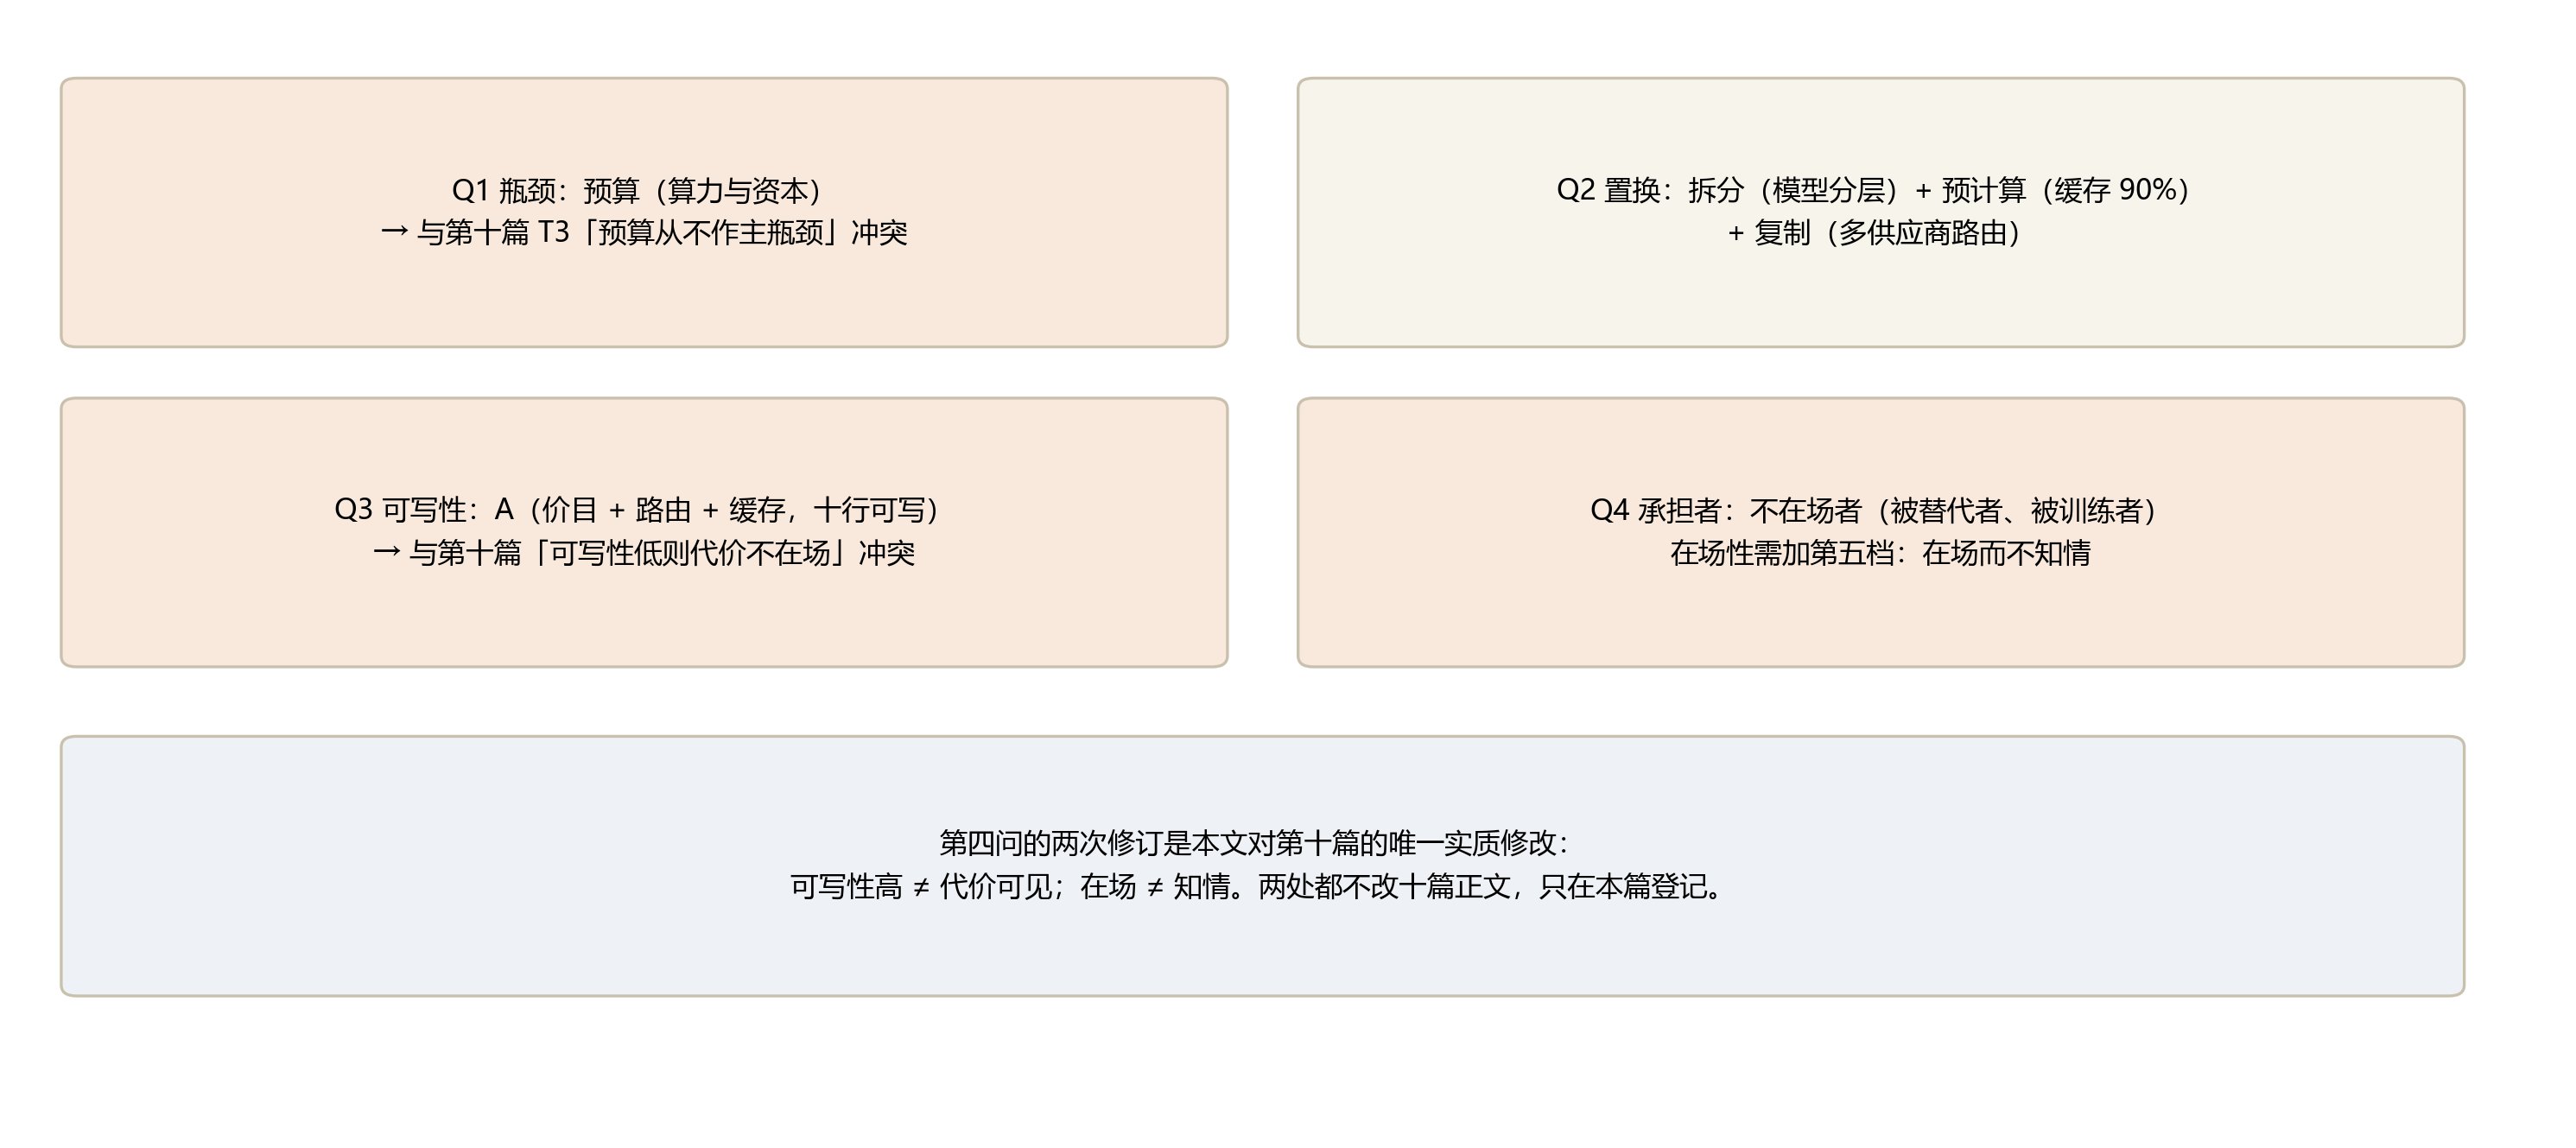 Q1 瓶颈：预算（算力与资本）
→ 与第十篇 T3「预算从不作主瓶颈」冲突
Q2 置换：拆分（模型分层）+ 预计算（缓存 90%）
+ 复制（多供应商路由）
Q3 可写性：A（价目 + 路由 + 缓存，十行可写）
→ 与第十篇「可写性低则代价不在场」冲突
Q4 承担者：不在场者（被替代者、被训练者）
在场性需加第五档：在场而不知情
第四问的两次修订是本文对第十篇的唯一实质修改：
可写性高 ≠ 代价可见；在场 ≠ 知情。两处都不改十篇正文，只在本篇登记。